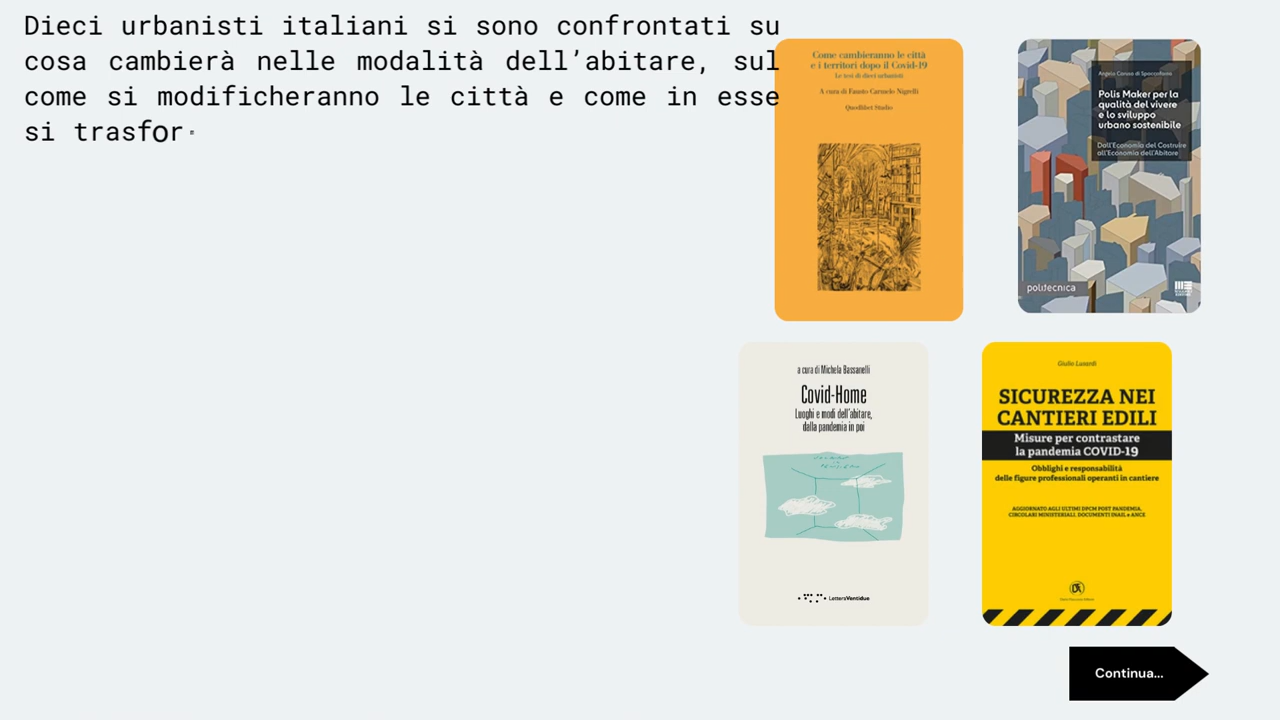 Dieci urbanisti italiani si sono confrontati su
cosa cambierà nelle modalità dell’abitare, sul
come si modificheranno le città e come in esse
si trasfor
Come cambieranno le città
e i territori dopo il Covid-19
Le tesi di dieci urbanisti
A cura di Fausto Carmelo Nigrelli
Quodlibet Studio
Angelo Caruso di Spaccaforno
Polis Maker per la
qualità del vivere
e lo sviluppo
urbano sostenibile
Dall'Economia del Costruire
all'Economia dell'Abitare
politecnica
a cura di Michela Bassanelli
Covid-Home
Luoghi e modi dell'abitare,
dalla pandemia in poi
LetteraVentidue
Giulio Lusardi
SICUREZZA NEI
CANTIERI EDILI
Misure per contrastare
la pandemia COVID-19
Obblighi e responsabilità
delle figure professionali operanti in cantiere
AGGIORNATO AGLI ULTIMI DPCM POST PANDEMIA,
CIRCOLARI MINISTERIALI, DOCUMENTI INAIL e ANCE
Continua...